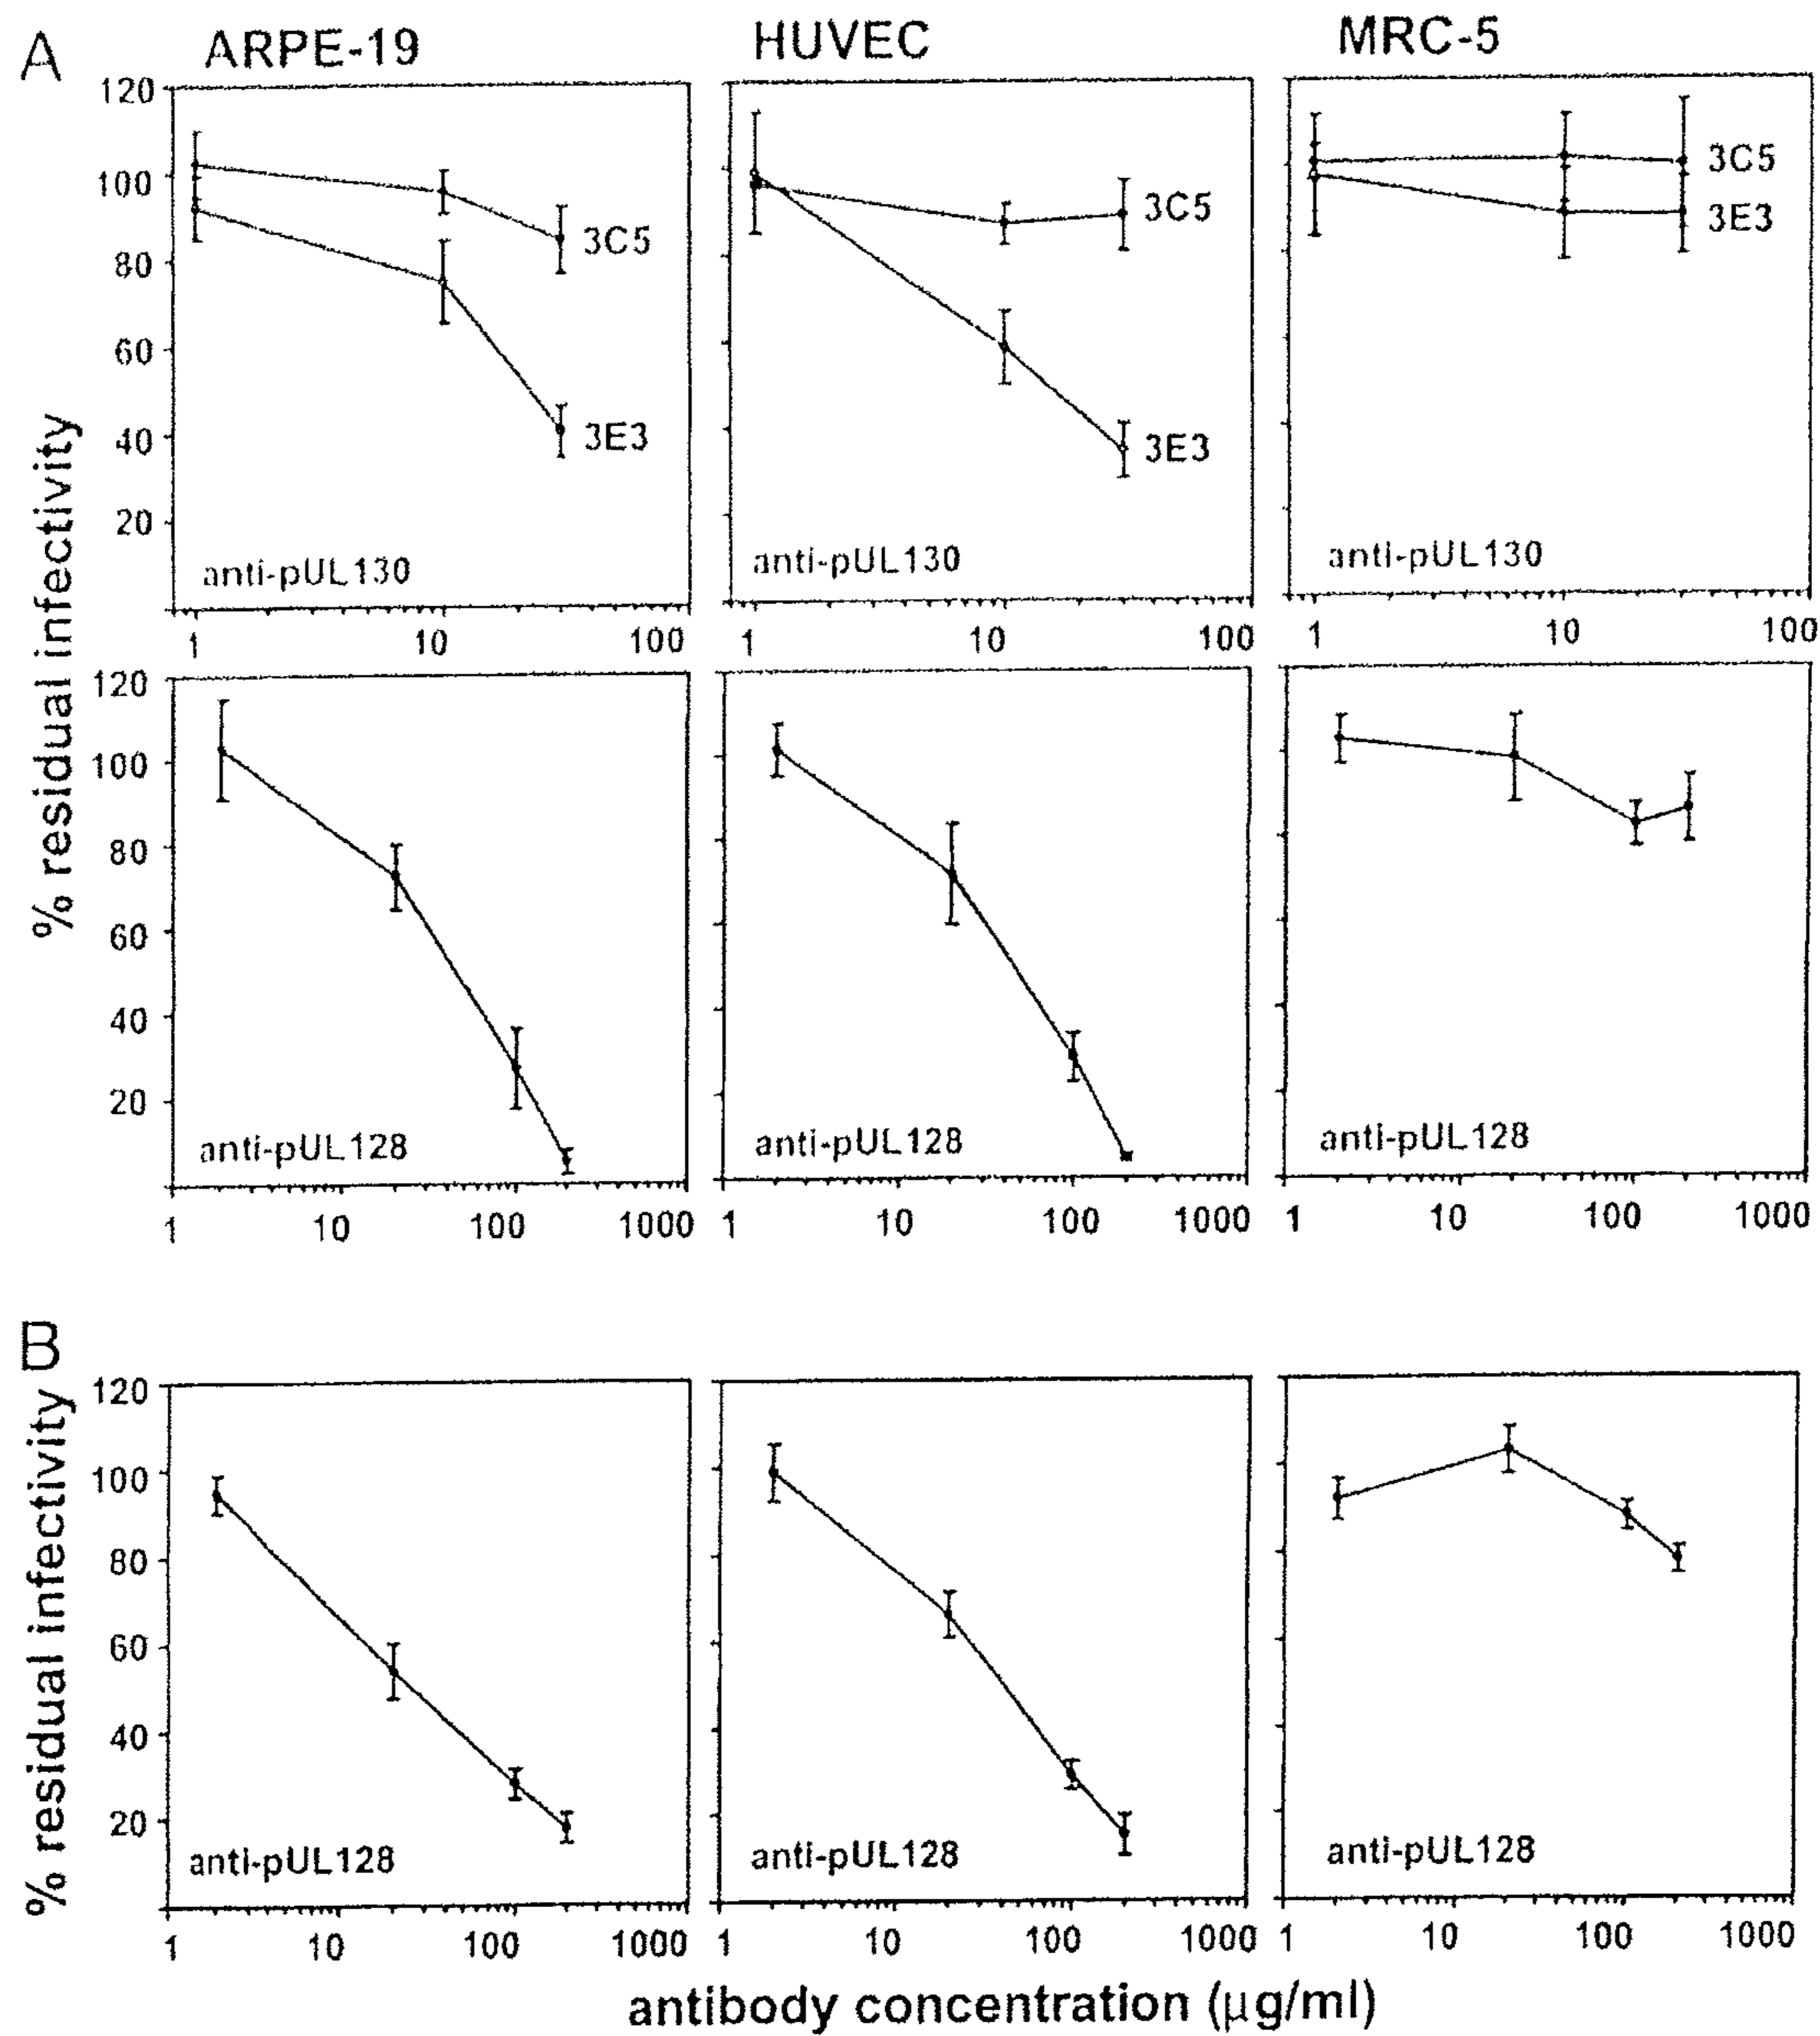 A
ARPE-19 HUVEC MRC-5
120
100
80
60
40
20
3C5
3E3
anti-pUL130
1 10 100
3C5
3E3
anti-pUL130
1 10 100
3C5
3E3
anti-pUL130
1 10 100
% residual infectivity
120
100
80
60
40
20
anti-pUL128
1 10 100 1000
anti-pUL128
1 10 100 1000
anti-pUL128
1 10 100 1000
B
% residual infectivity
120
100
80
60
40
20
anti-pUL128
1 10 100 1000
anti-pUL128
1 10 100 1000
anti-pUL128
1 10 100 1000
antibody concentration (µg/ml)